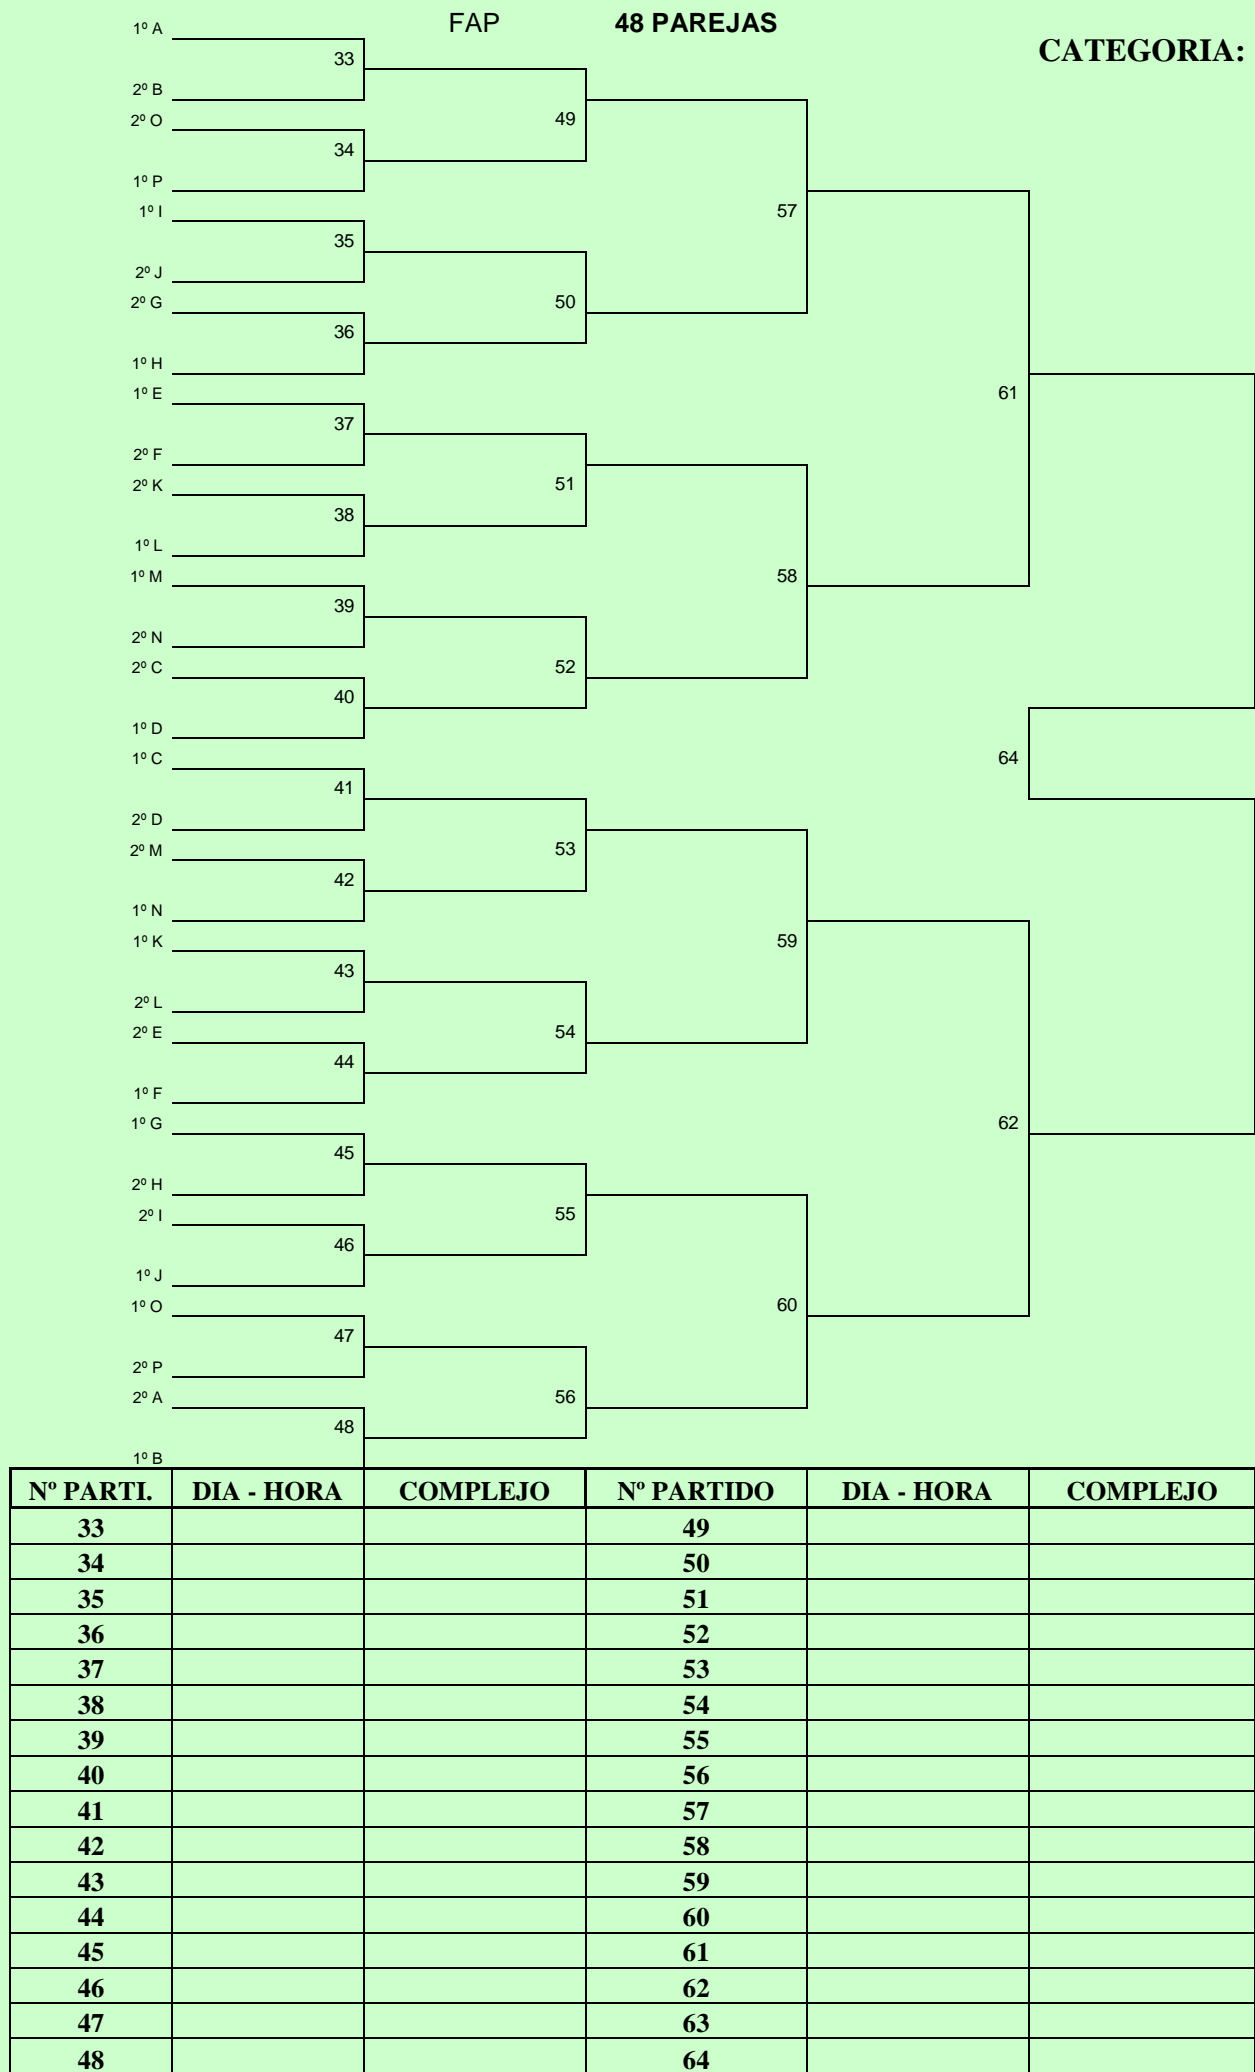 FAP 48 PAREJAS
1º A
CATEGORIA:
33
2º B
2º O
49
34
1º P
1º I
57
35
2º J
2º G
50
36
1º H
1º E
61
37
2º F
2º K
51
38
1º L
1º M
58
39
2º N
2º C
52
40
1º D
1º C
64
41
2º D
2º M
53
42
1º N
1º K
59
43
2º L
2º E
54
44
1º F
1º G
62
45
2º H
2º I
55
46
1º J
1º O
60
47
2º P
2º A
56
48
1º B
Nº PARTI. DIA - HORA COMPLEJO Nº PARTIDO DIA - HORA COMPLEJO
33 49
34 50
35 51
36 52
37 53
38 54
39 55
40 56
41 57
42 58
43 59
44 60
45 61
46 62
47 63
48 64